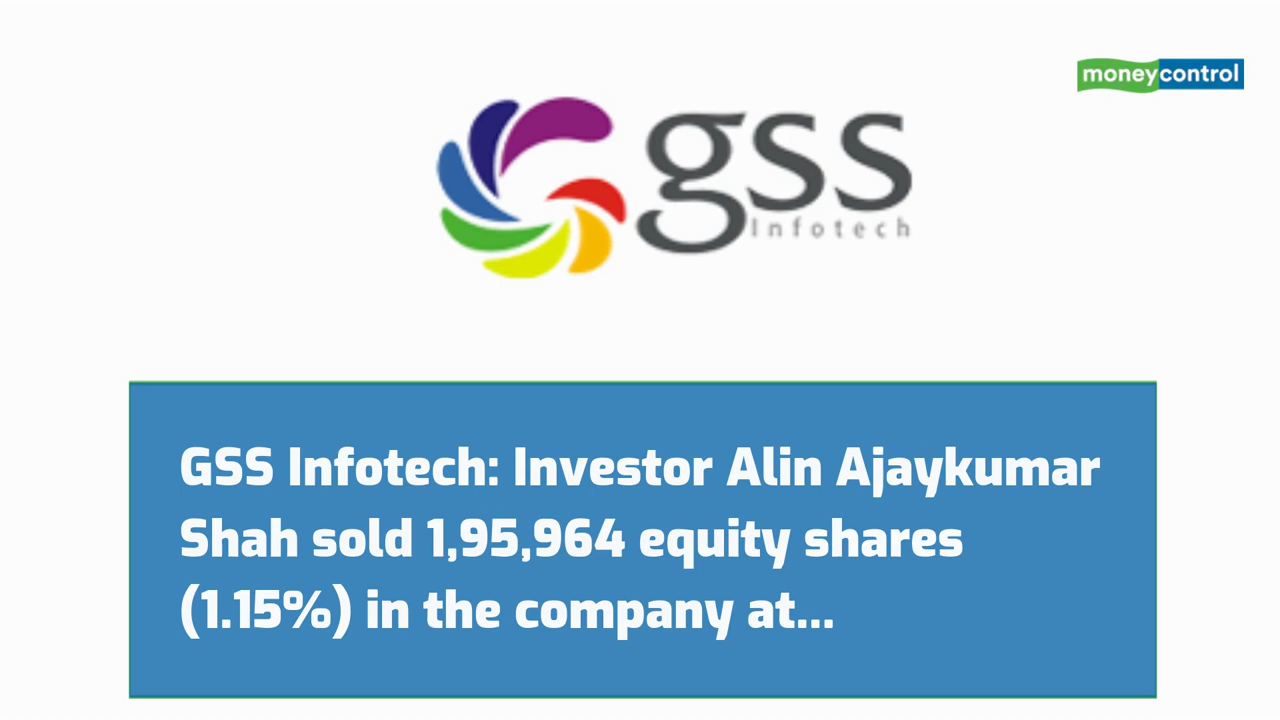 moneycontrol
gss
Infotech
GSS Infotech: Investor Alin Ajaykumar
Shah sold 1,95,964 equity shares
(1.15%) in the company at...